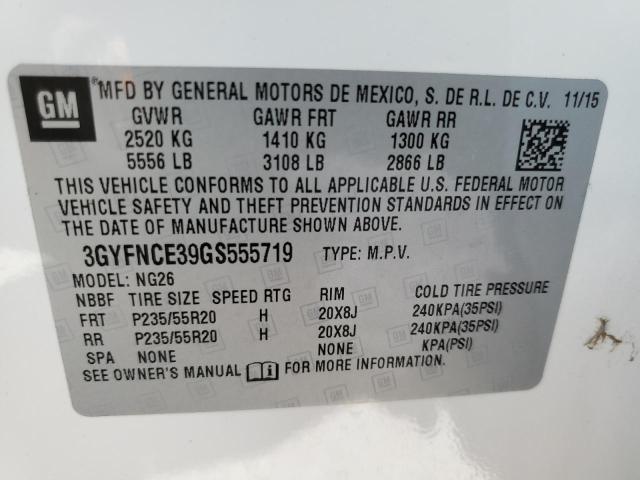 GM ® MFD BY GENERAL MOTORS DE MEXICO, S. DE R.L. DE C.V. 11/15
GVWR GAWR FRT GAWR RR
2520 KG 1410 KG 1300 KG
5556 LB 3108 LB 2866 LB
THIS VEHICLE CONFORMS TO ALL APPLICABLE U.S. FEDERAL MOTOR
VEHICLE SAFETY AND THEFT PREVENTION STANDARDS IN EFFECT ON
THE DATE OF MANUFACTURE SHOWN ABOVE.
3GYFNCE39GS555719 TYPE: M.P.V.
MODEL: NG26
NBBF TIRE SIZE SPEED RTG RIM COLD TIRE PRESSURE
FRT P235/55R20 H 20X8J 240KPA(35PSI)
RR P235/55R20 H 20X8J 240KPA(35PSI)
SPA NONE NONE KPA(PSI)
SEE OWNER'S MANUAL FOR MORE INFORMATION.